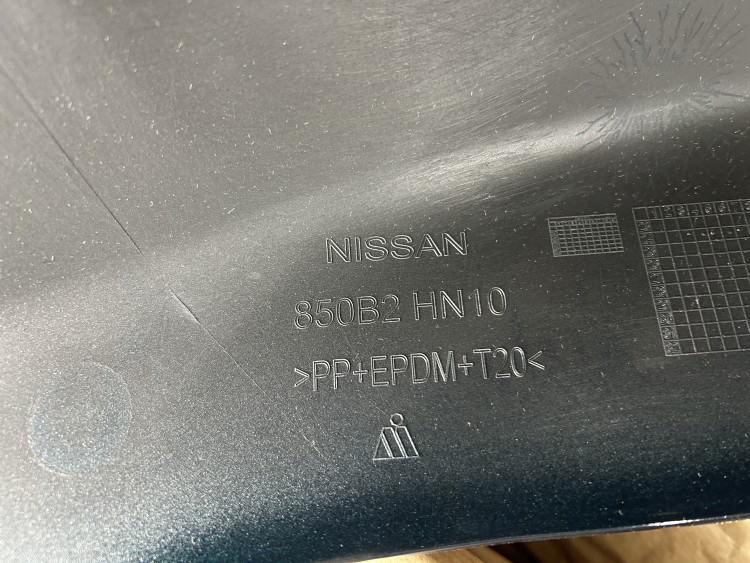 NISSAN
850B2 HN10
>PP+EPDM+T20<